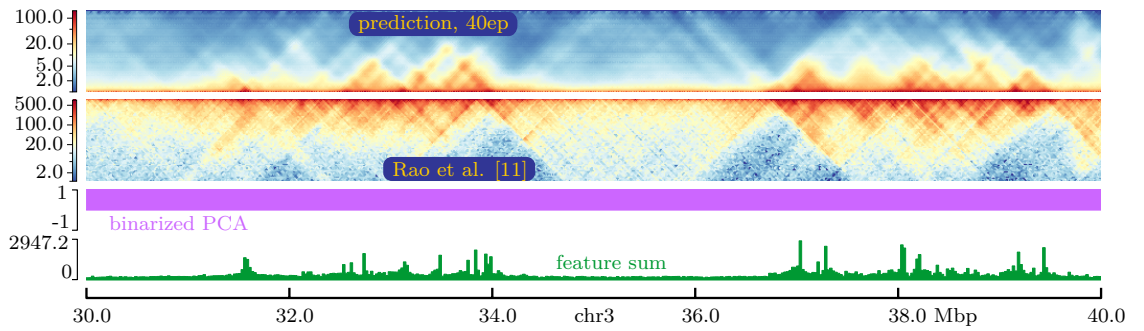 100.0
20.0
5.0
2.0
prediction, 40ep
500.0
100.0
20.0
2.0
Rao et al. [11]
1
-1
binarized PCA
2947.2
0
feature sum
30.0 32.0 34.0 chr3 36.0 38.0 Mbp 40.0